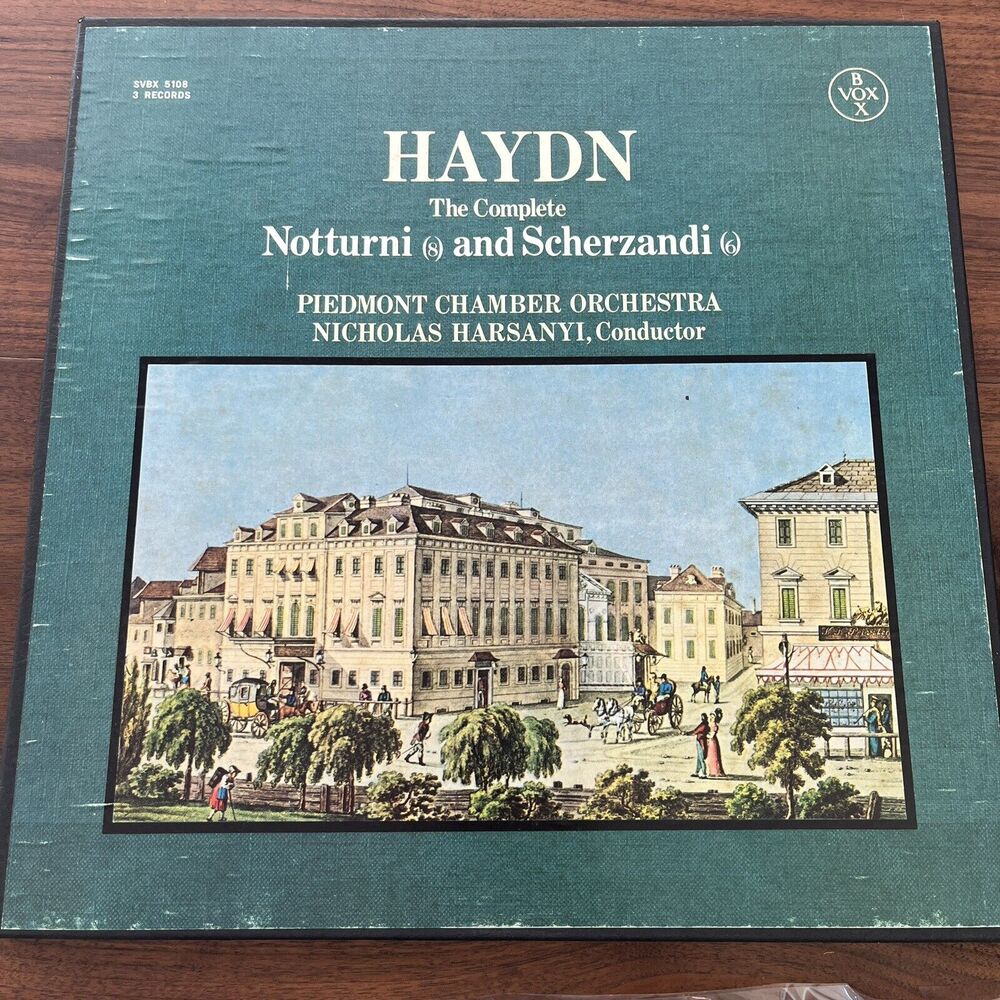 SVBX 5108
3 RECORDS
B
VOX
X
HAYDN
The Complete
Notturni (8) and Scherzandi (6)
PIEDMONT CHAMBER ORCHESTRA
NICHOLAS HARSANYI, Conductor